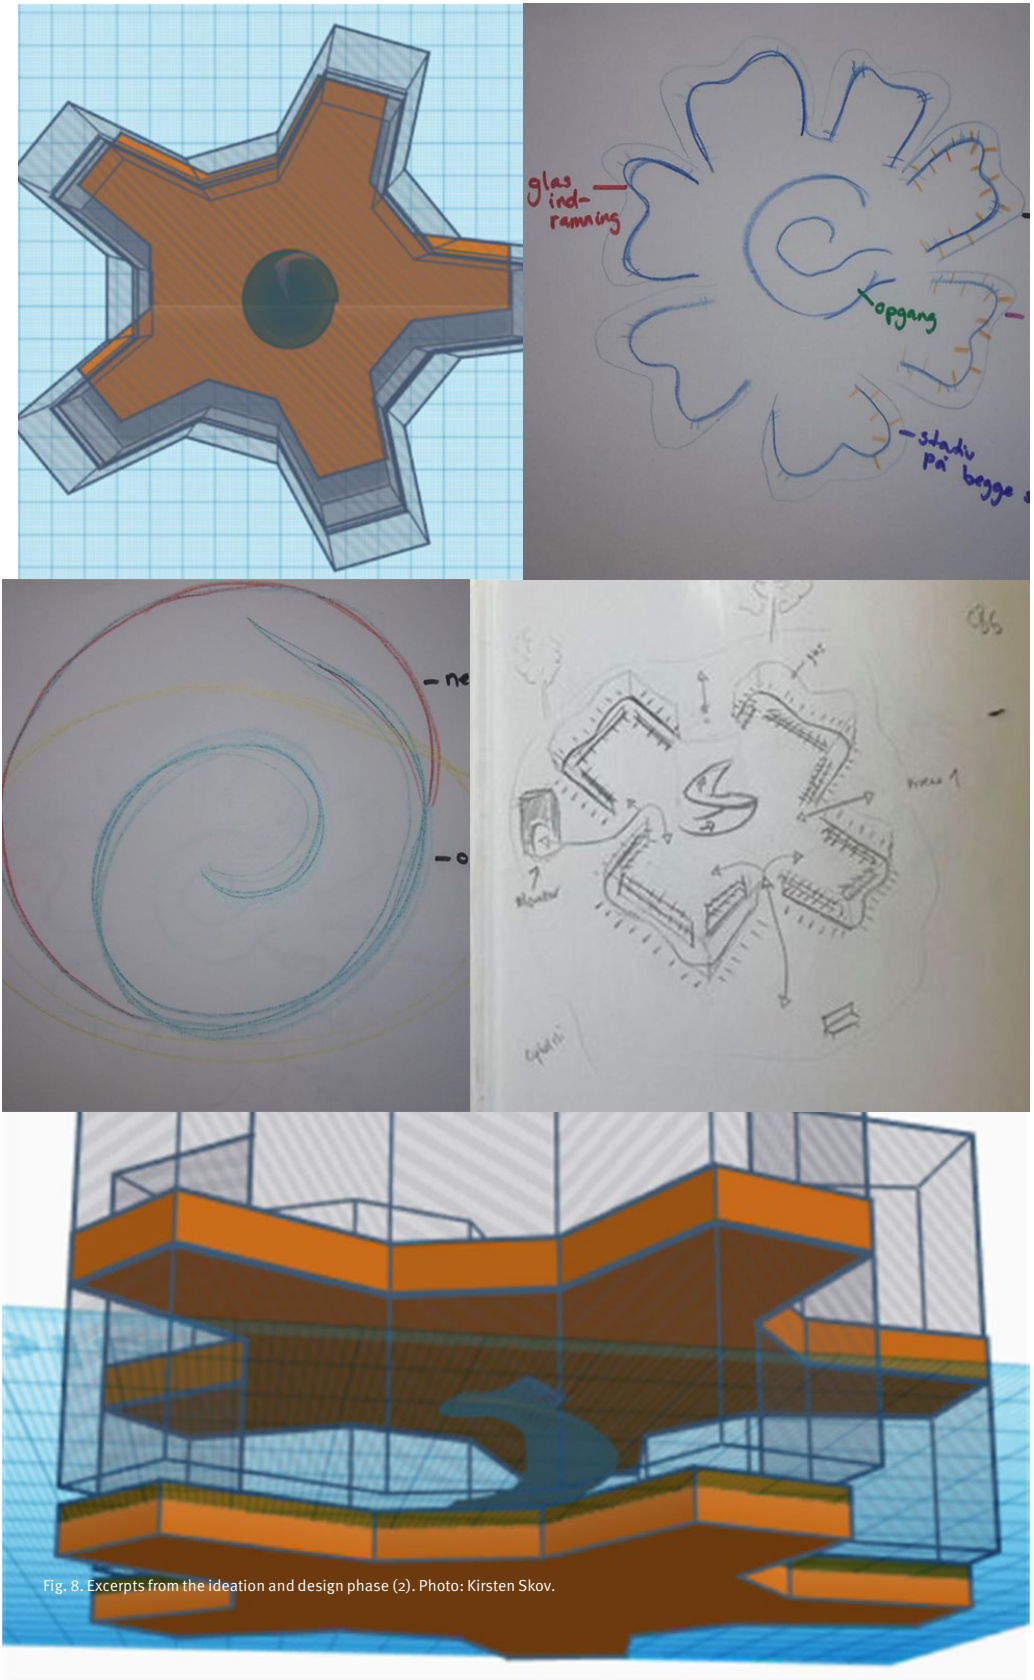 glas
ind-
ramning
opgang
stadiv
på begge s
- ne
- o
Fig. 8. Excerpts from the ideation and design phase (2). Photo: Kirsten Skov.